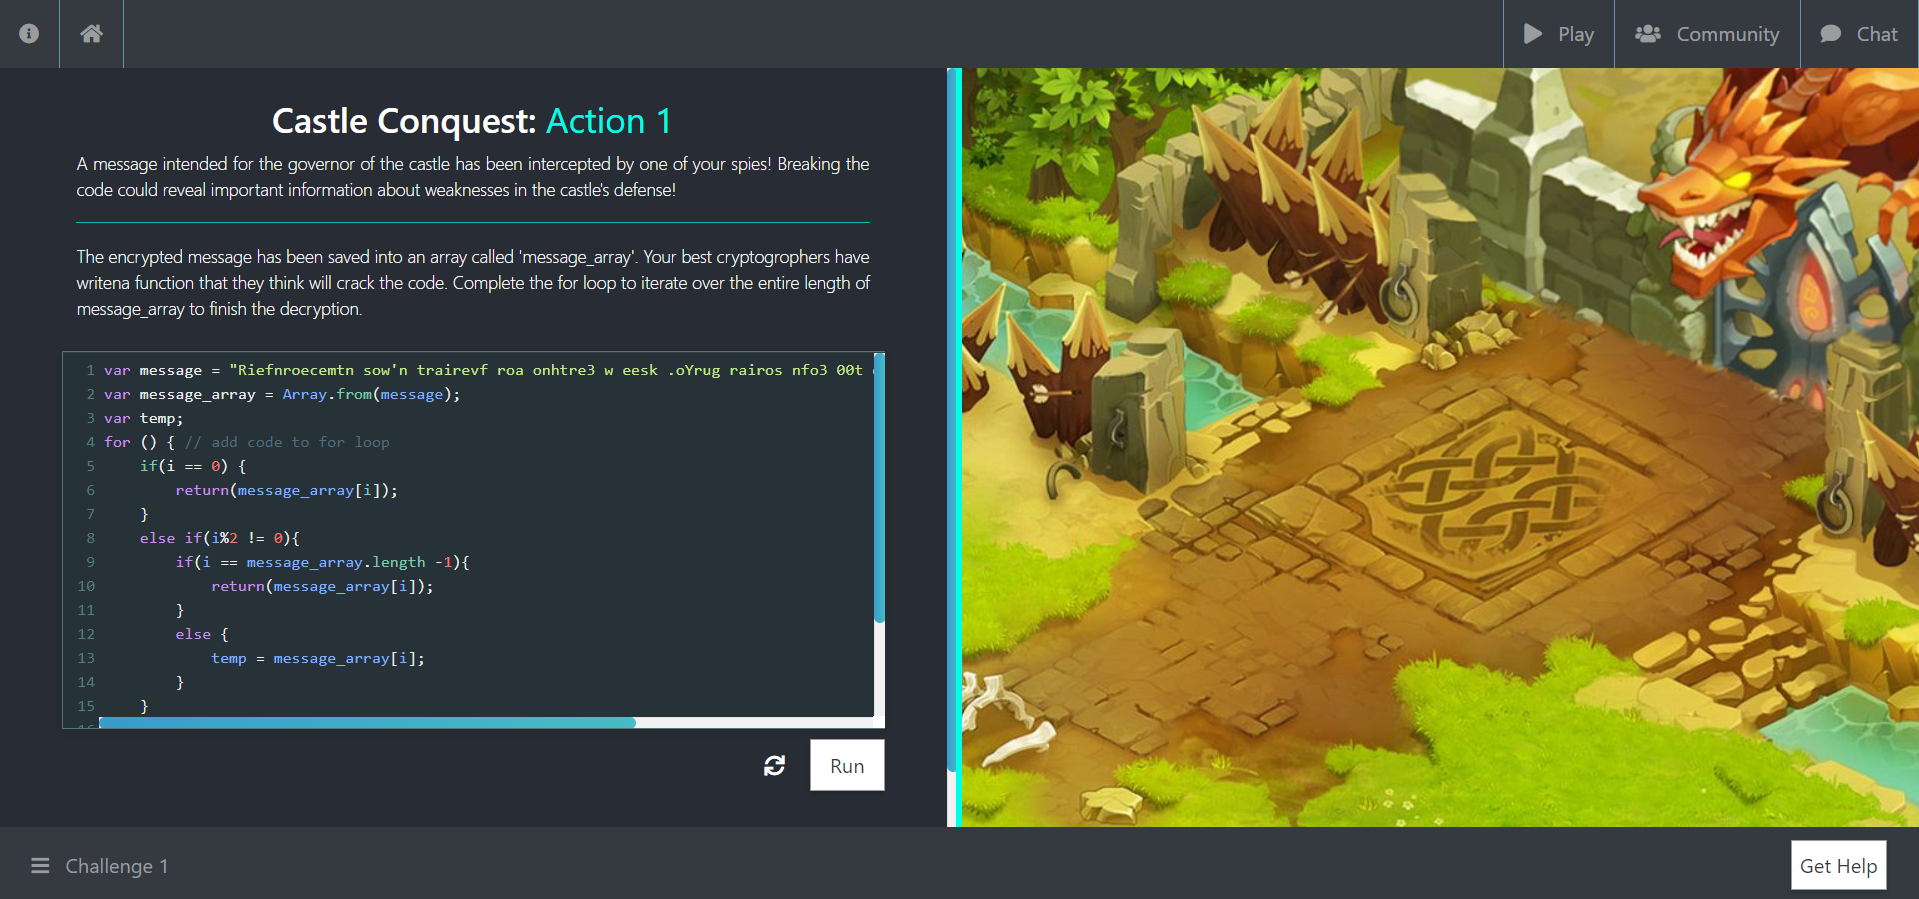 Play
Community
Chat
Castle Conquest: Action 1
A message intended for the governor of the castle has been intercepted by one of your spies! Breaking the
code could reveal important information about weaknesses in the castle's defense!
The encrypted message has been saved into an array called 'message_array'. Your best cryptogrophers have
writena function that they think will crack the code. Complete the for loop to iterate over the entire length of
message_array to finish the decryption.
1 var message = "Riefnroecemtn sow'n trairevf roa onhtre3 w eesk .oYrug rairos nfo3 00t
2 var message_array = Array.from(message);
3 var temp;
4 for () { // add code to for loop
5 if(i == 0) {
6 return(message_array[i]);
7 }
8 else if(i%2 != 0){
9 if(i == message_array.length -1){
10 return(message_array[i]);
11 }
12 else {
13 temp = message_array[i];
14 }
15 }
Run
Challenge 1
Get Help